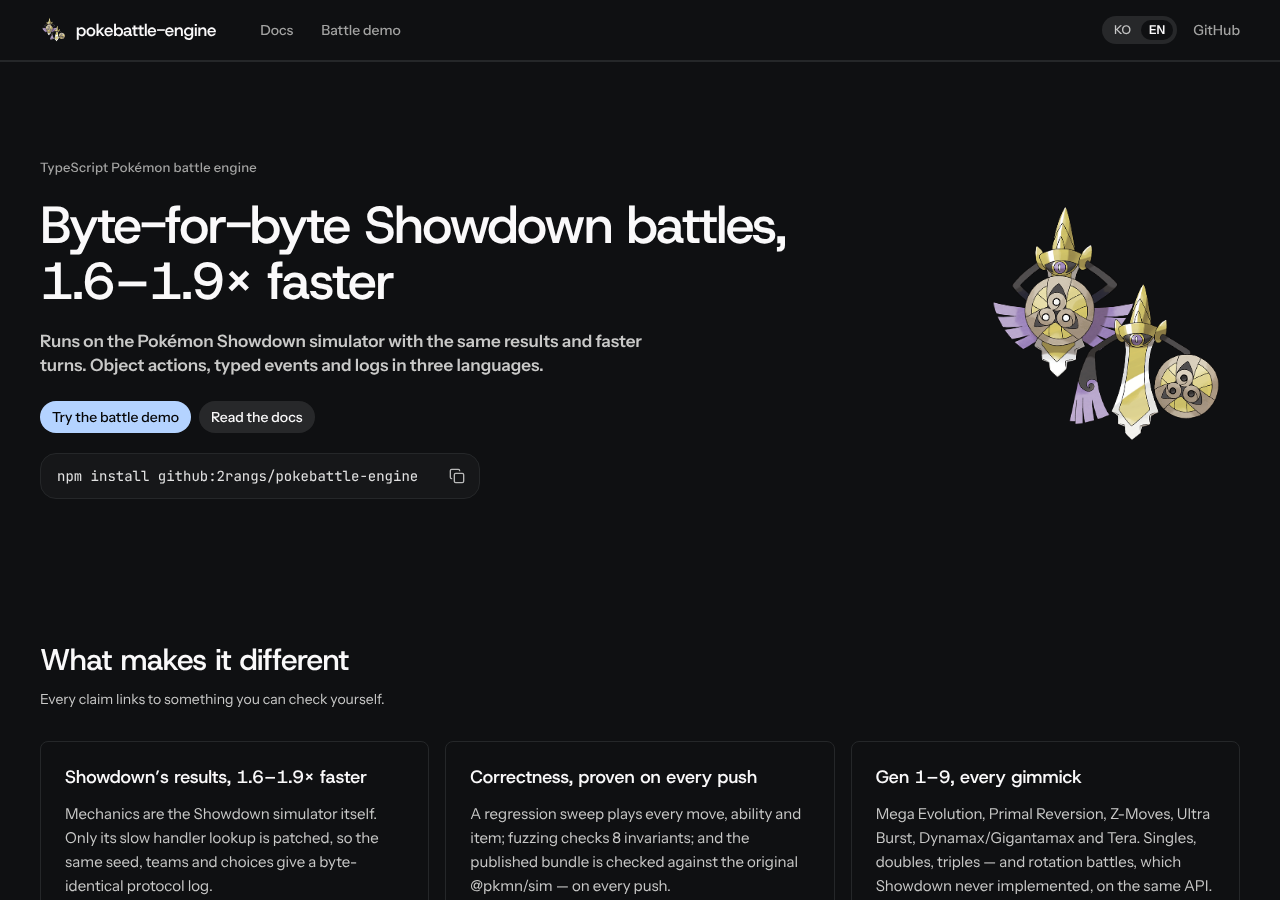 pokebattle-engine
Docs
Battle demo
KO
EN
GitHub
TypeScript Pokémon battle engine
Byte-for-byte Showdown battles,
1.6–1.9× faster
Runs on the Pokémon Showdown simulator with the same results and faster
turns. Object actions, typed events and logs in three languages.
Try the battle demo
Read the docs
npm install github:2rangs/pokebattle-engine
What makes it different
Every claim links to something you can check yourself.
Showdown's results, 1.6–1.9× faster
Mechanics are the Showdown simulator itself.
Only its slow handler lookup is patched, so the
same seed, teams and choices give a byte-
identical protocol log.
Correctness, proven on every push
A regression sweep plays every move, ability and
item; fuzzing checks 8 invariants; and the
published bundle is checked against the original
@pkmn/sim — on every push.
Gen 1–9, every gimmick
Mega Evolution, Primal Reversion, Z-Moves, Ultra
Burst, Dynamax/Gigantamax and Tera. Singles,
doubles, triples — and rotation battles, which
Showdown never implemented, on the same API.